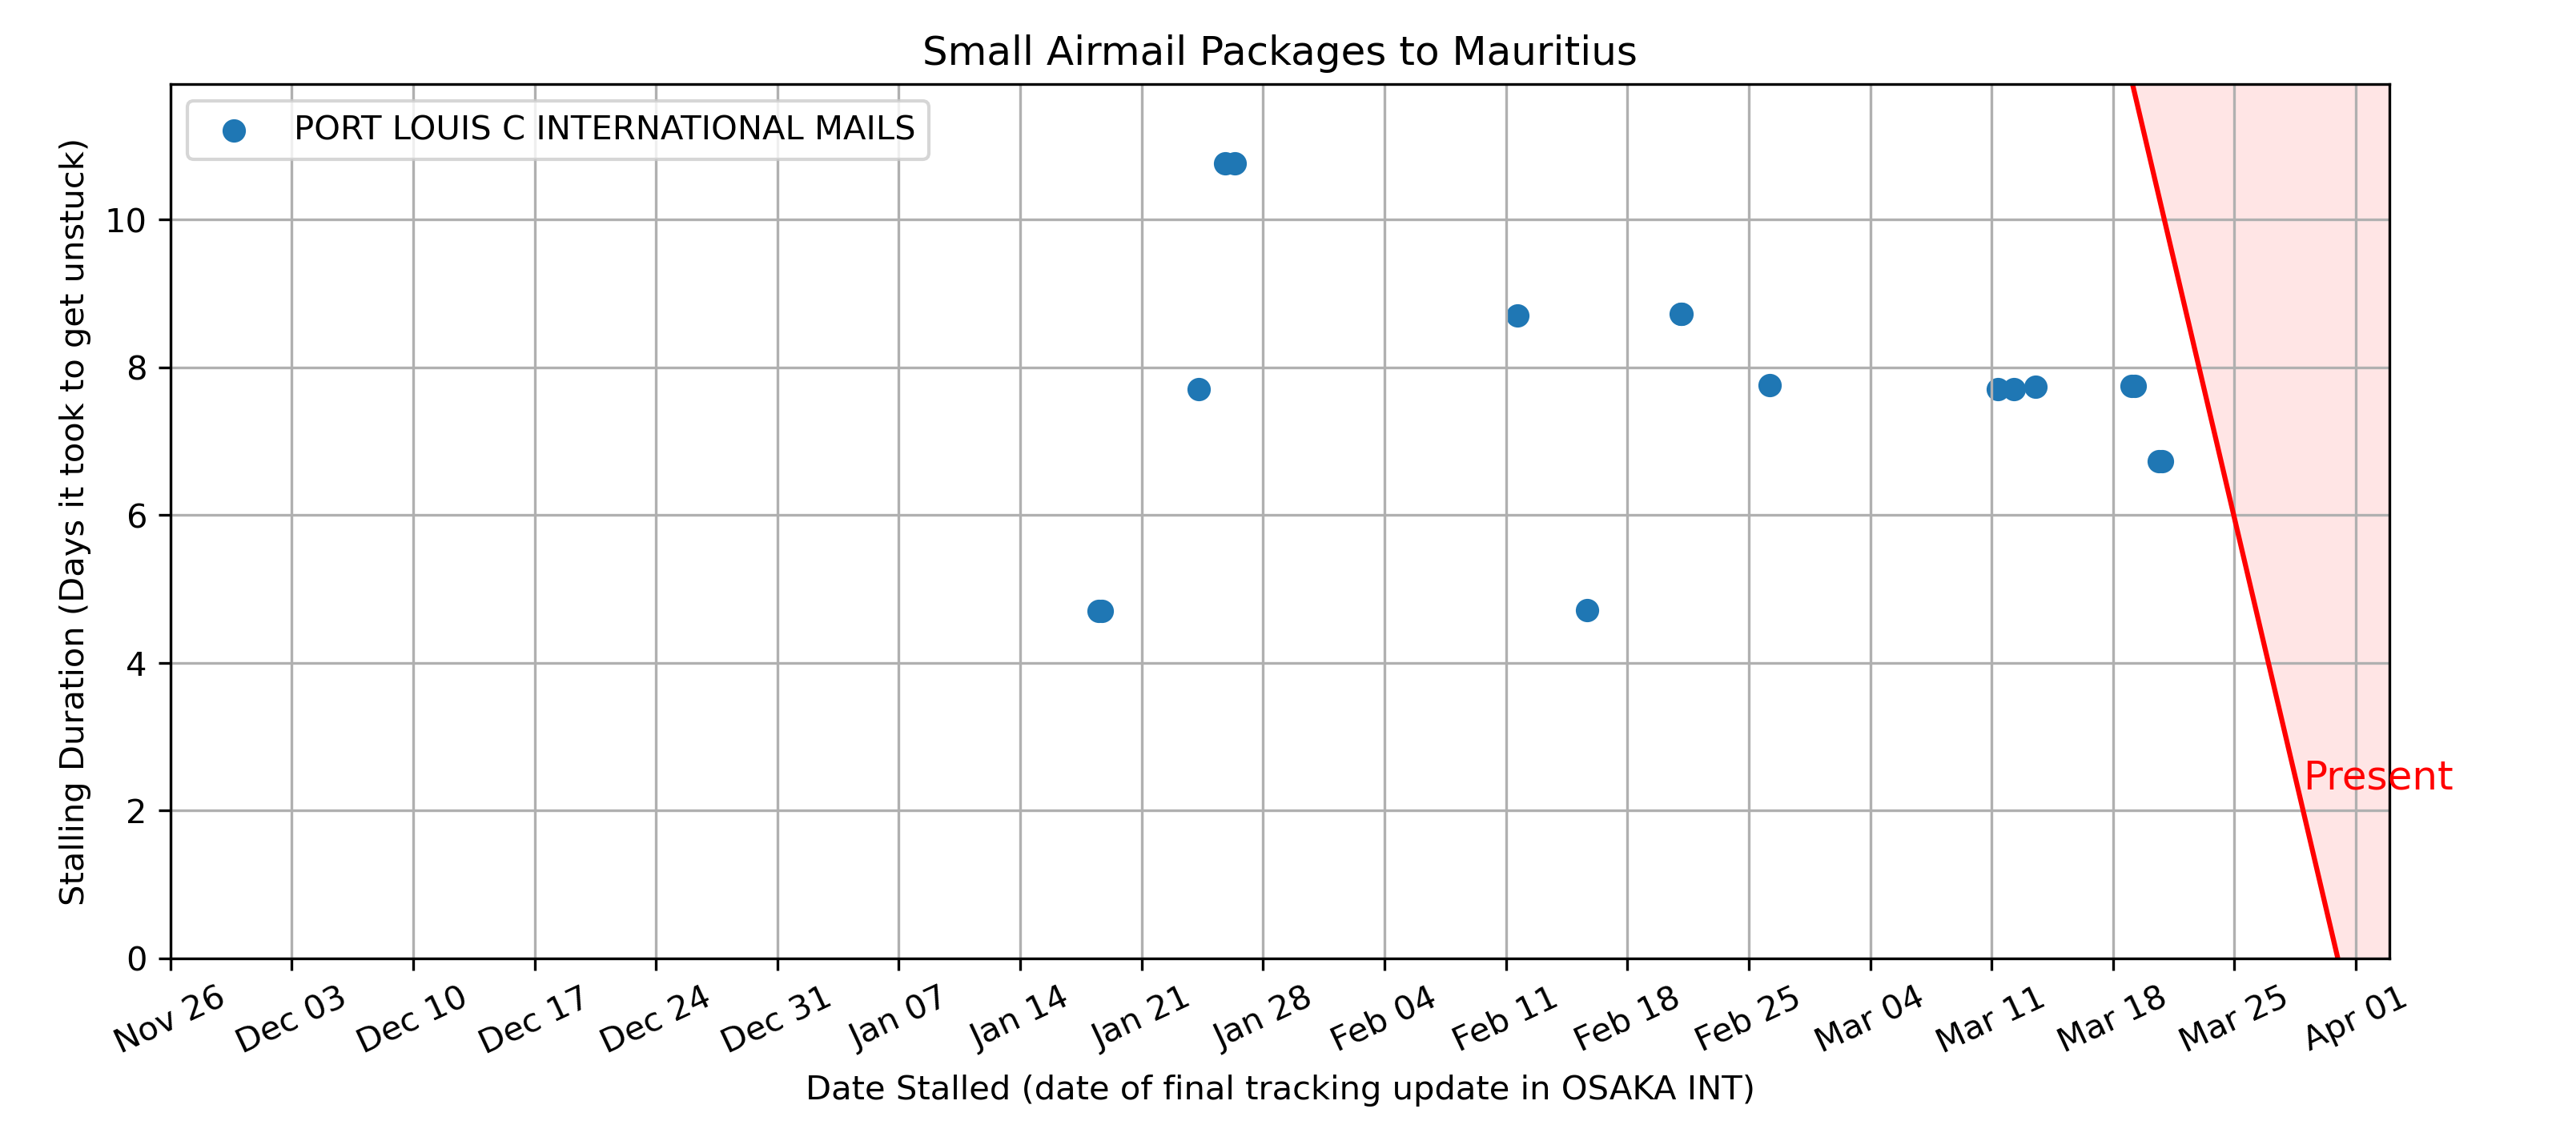 Small Airmail Packages to Mauritius
PORT LOUIS C INTERNATIONAL MAILS
Stalling Duration (Days it took to get unstuck)
10
8
6
4
2
0
Present
Nov 26
Dec 03
Dec 10
Dec 17
Dec 24
Dec 31
Jan 07
Jan 14
Jan 21
Jan 28
Feb 04
Feb 11
Feb 18
Feb 25
Mar 04
Mar 11
Mar 18
Mar 25
Apr 01
Date Stalled (date of final tracking update in OSAKA INT)